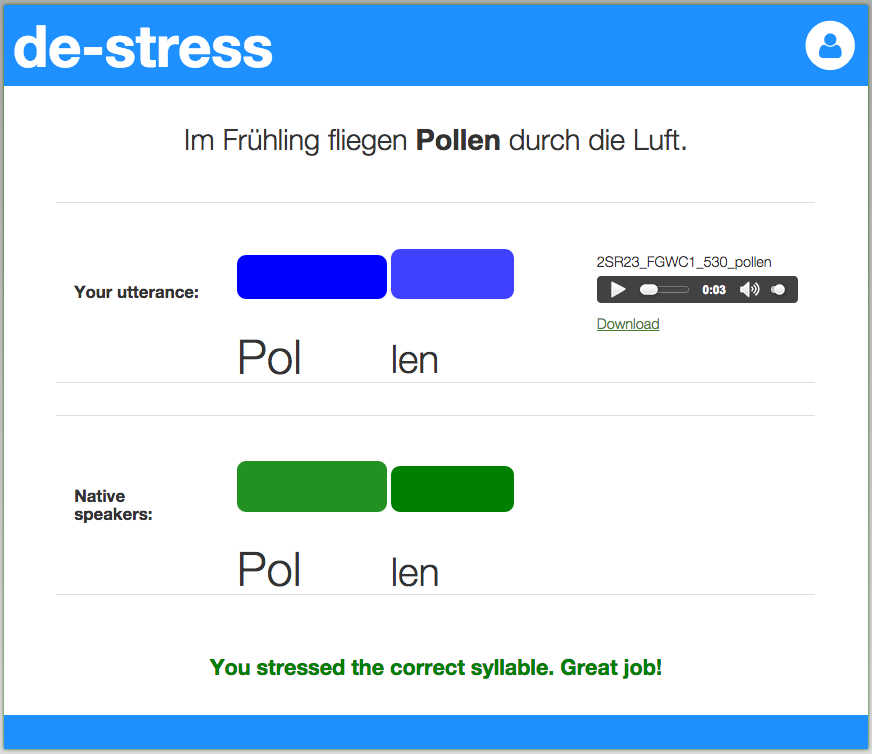 de-stress
Im Frühling fliegen Pollen durch die Luft.
2SR23_FGWC1_530_pollen
Your utterance:
0:03
Download
Pol len
Native
speakers:
Pol len
You stressed the correct syllable. Great job!